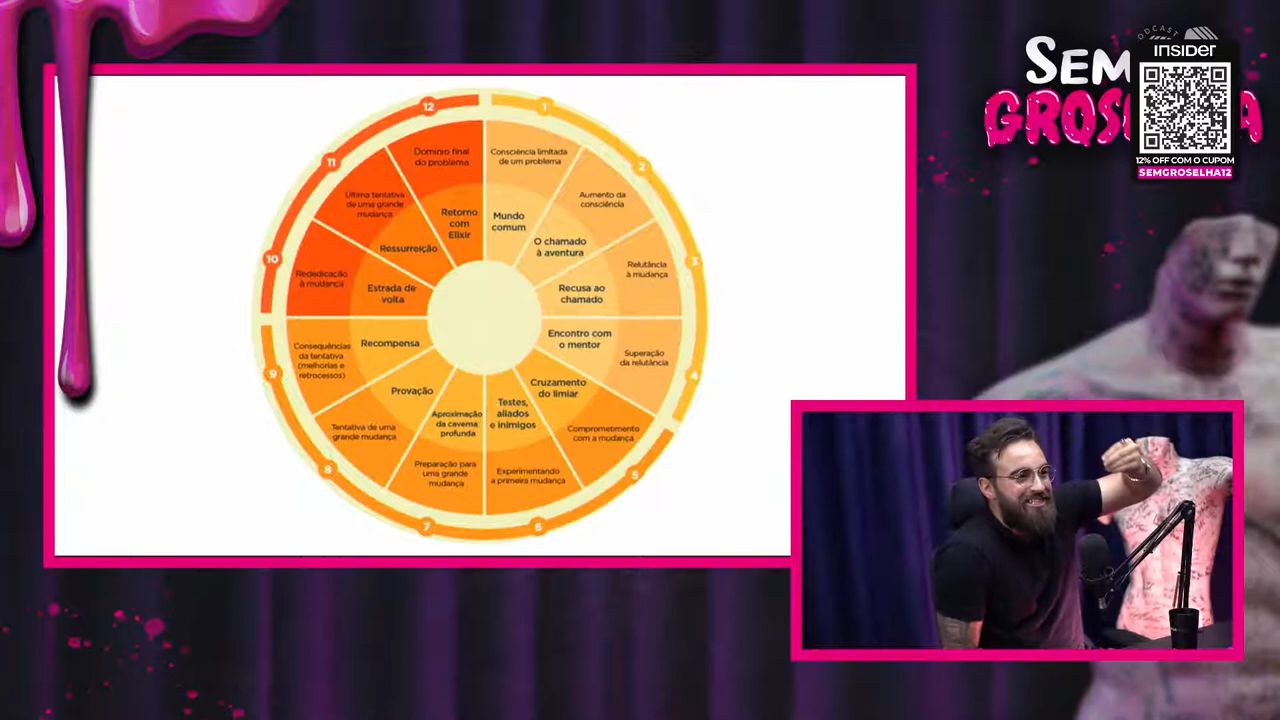 ODCAST
SEM
INSIDER
12% OFF COM O CUPOM
SEMGROSELHA12
12
1
2
3
4
5
6
7
8
9
10
11
Consciência limitada
de um problema
Mundo
comum
Aumento da
consciência
O chamado
à aventura
Relutância
à mudança
Recusa ao
chamado
Superação
da relutância
Encontro com
o mentor
Comprometimento
com a mudança
Cruzamento
do limiar
Experimentando
a primeira mudança
Testes,
aliados
e inimigos
Preparação para
uma grande
mudança
Aproximação
da caverna
profunda
Tentativa de uma
grande mudança
Provação
Consequências
da tentativa
(melhorias e
retrocessos)
Recompensa
Rededicação
à mudança
Estrada de
volta
Última tentativa
de uma grande
mudança
Ressurreição
Domínio final
do problema
Retorno
com
Elixir